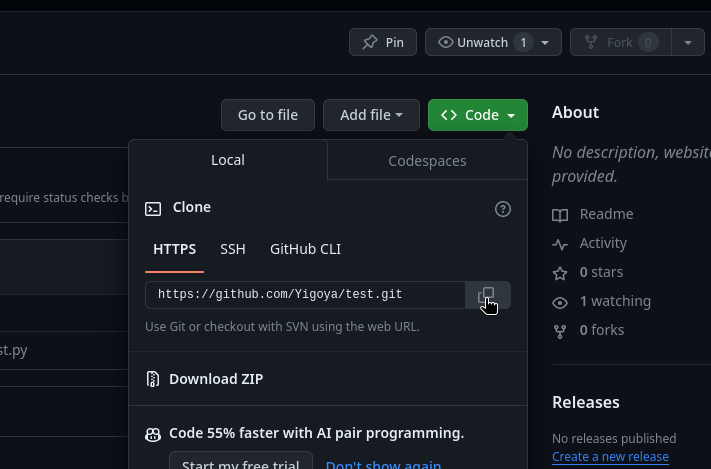 Pin
Unwatch 1
Fork 0
Go to file
Add file
<> Code
About
No description, website
provided.
Local
Codespaces
require status checks b
Clone
HTTPS
SSH
GitHub CLI
https://github.com/Yigoya/test.git
Use Git or checkout with SVN using the web URL.
st.py
Download ZIP
Code 55% faster with AI pair programming.
Start my free trial
Don't show again
Readme
Activity
0 stars
1 watching
0 forks
Releases
No releases published
Create a new release